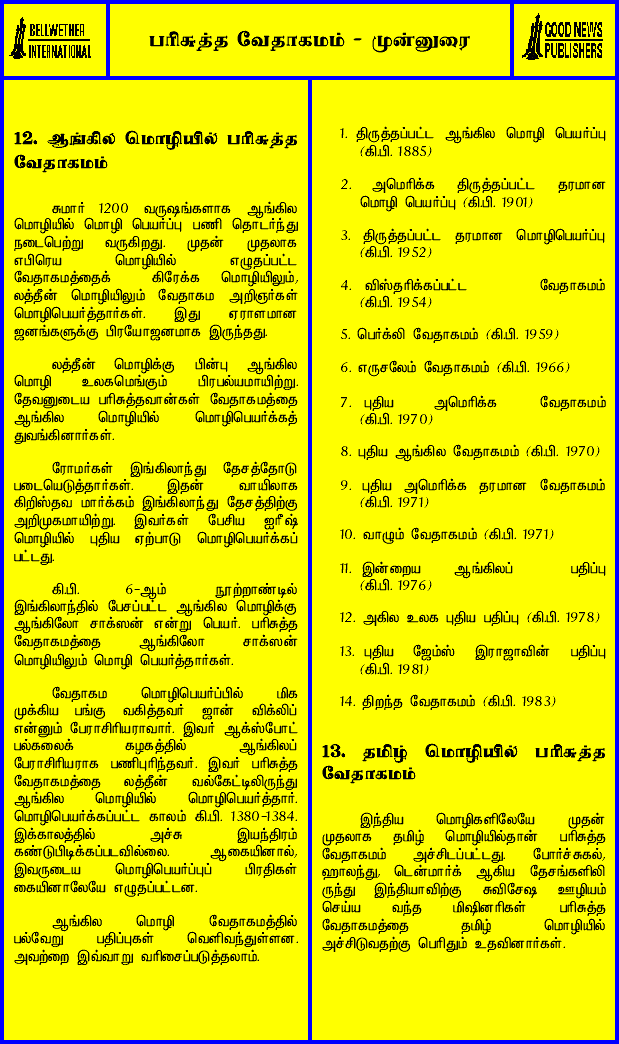 BELLWETHER
INTERNATIONAL
பரிசுத்த வேதாகமம் - முன்னுரை
GOOD NEWS
PUBLISHERS
12. ஆங்கில மொழியில் பரிசுத்த
வேதாகமம்
சுமார் 1200 வருஷங்களாக ஆங்கில
மொழியில் மொழி பெயர்ப்பு பணி தொடர்ந்து
நடைபெற்று வருகிறது. முதன் முதலாக
எபிரெய மொழியில் எழுதப்பட்ட
வேதாகமத்தைக் கிரேக்க மொழியிலும்,
லத்தீன் மொழியிலும் வேதாகம அறிஞர்கள்
மொழிபெயர்த்தார்கள். இது ஏராளமான
ஜனங்களுக்கு பிரயோஜனமாக இருந்தது.
லத்தீன் மொழிக்கு பின்பு ஆங்கில
மொழி உலகமெங்கும் பிரபல்யமாயிற்று.
தேவனுடைய பரிசுத்தவான்கள் வேதாகமத்தை
ஆங்கில மொழியில் மொழிபெயர்க்கத்
துவங்கினார்கள்.
ரோமர்கள் இங்கிலாந்து தேசத்தோடு
படையெடுத்தார்கள். இதன் வாயிலாக
கிறிஸ்தவ மார்க்கம் இங்கிலாந்து தேசத்திற்கு
அறிமுகமாயிற்று. இவர்கள் பேசிய ஐரீஷ்
மொழியில் புதிய ஏற்பாடு மொழிபெயர்க்கப்
பட்டது.
கி.பி. 6-ஆம் நூற்றாண்டில்
இங்கிலாந்தில் பேசப்பட்ட ஆங்கில மொழிக்கு
ஆங்கிலோ சாக்ஸன் என்று பெயர். பரிசுத்த
வேதாகமத்தை ஆங்கிலோ சாக்ஸன்
மொழியிலும் மொழி பெயர்த்தார்கள்.
வேதாகம மொழிபெயர்ப்பில் மிக
முக்கிய பங்கு வகித்தவர் ஜான் விக்லிப்
என்னும் பேராசிரியராவார். இவர் ஆக்ஸ்போட்
பல்கலைக் கழகத்தில் ஆங்கிலப்
பேராசிரியராக பணிபுரிந்தவர். இவர் பரிசுத்த
வேதாகமத்தை லத்தீன் வல்கேட்டிலிருந்து
ஆங்கில மொழியில் மொழிபெயர்த்தார்.
மொழிபெயர்க்கப்பட்ட காலம் கி.பி. 1380-1384.
இக்காலத்தில் அச்சு இயந்திரம்
கண்டுபிடிக்கப்படவில்லை. ஆகையினால்,
இவருடைய மொழிபெயர்ப்புப் பிரதிகள்
கையினாலேயே எழுதப்பட்டன.
ஆங்கில மொழி வேதாகமத்தில்
பல்வேறு பதிப்புகள் வெளிவந்துள்ளன.
அவற்றை இவ்வாறு வரிசைப்படுத்தலாம்.
1. திருத்தப்பட்ட ஆங்கில மொழி பெயர்ப்பு
(கி.பி. 1885)
2. அமெரிக்க திருத்தப்பட்ட தரமான
மொழி பெயர்ப்பு (கி.பி. 1901)
3. திருத்தப்பட்ட தரமான மொழிபெயர்ப்பு
(கி.பி. 1952)
4. விஸ்தரிக்கப்பட்ட வேதாகமம்
(கி.பி. 1954)
5. பெர்க்லி வேதாகமம் (கி.பி. 1959)
6. எருசலேம் வேதாகமம் (கி.பி. 1966)
7. புதிய அமெரிக்க வேதாகமம்
(கி.பி. 1970)
8. புதிய ஆங்கில வேதாகமம் (கி.பி. 1970)
9. புதிய அமெரிக்க தரமான வேதாகமம்
(கி.பி. 1971)
10. வாழும் வேதாகமம் (கி.பி. 1971)
11. இன்றைய ஆங்கிலப் பதிப்பு
(கி.பி. 1976)
12. அகில உலக புதிய பதிப்பு (கி.பி. 1978)
13. புதிய ஜேம்ஸ் இராஜாவின் பதிப்பு
(கி.பி. 1981)
14. திறந்த வேதாகமம் (கி.பி. 1983)
13. தமிழ் மொழியில் பரிசுத்த
வேதாகமம்
இந்திய மொழிகளிலேயே முதன்
முதலாக தமிழ் மொழியில்தான் பரிசுத்த
வேதாகமம் அச்சிடப்பட்டது. போர்ச்சுகல்,
ஹாலந்து, டென்மார்க் ஆகிய தேசங்களிலி
ருந்து இந்தியாவிற்கு சுவிசேஷ ஊழியம்
செய்ய வந்த மிஷினரிகள் பரிசுத்த
வேதாகமத்தை தமிழ் மொழியில்
அச்சிடுவதற்கு பெரிதும் உதவினார்கள்.